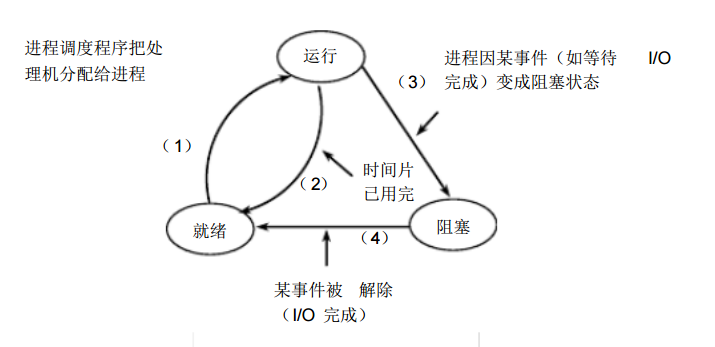 进程调度程序把处
理机分配给进程
运行
(3)
进程因某事件（如等待 I/O
完成）变成阻塞状态
(1)
(2)
时间片
已用完
就绪
(4)
阻塞
某事件被 解除
（I/O 完成）